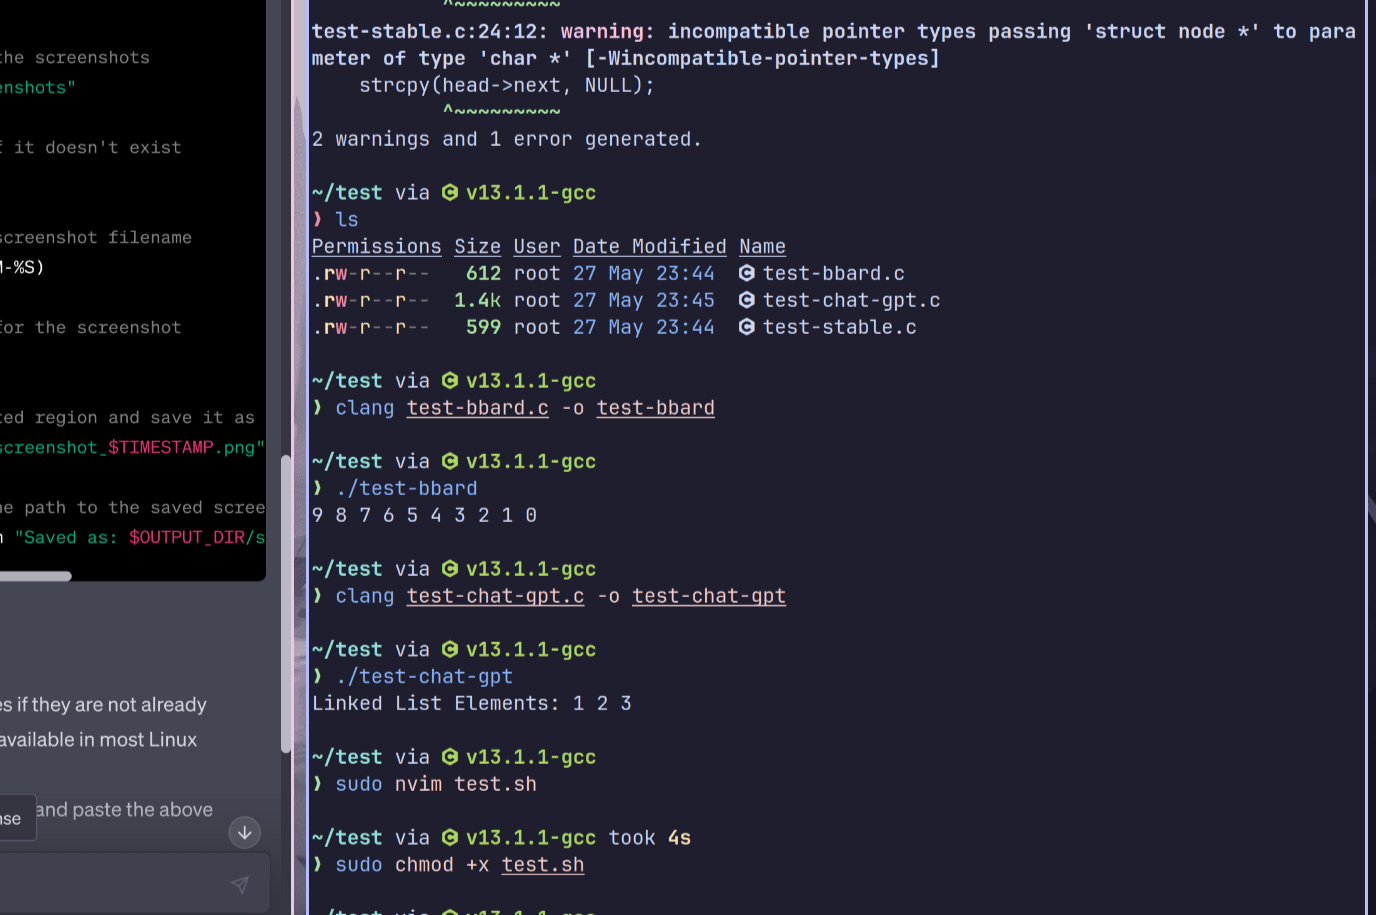 the screenshots
enshots"
f it doesn't exist
screenshot filename
M-%S)
for the screenshot
ted region and save it as
screenshot_$TIMESTAMP.png"
he path to the saved scree
n "Saved as: $OUTPUT_DIR/s
es if they are not already
available in most Linux
nse
and paste the above
^~~~~~~~~~
test-stable.c:24:12: warning: incompatible pointer types passing 'struct node *' to para
meter of type 'char *' [-Wincompatible-pointer-types]
strcpy(head->next, NULL);
^~~~~~~~~~
2 warnings and 1 error generated.
~/test via C v13.1.1-gcc
❯ ls
Permissions Size User Date Modified Name
.rw-r--r-- 612 root 27 May 23:44 C test-bbard.c
.rw-r--r-- 1.4k root 27 May 23:45 C test-chat-gpt.c
.rw-r--r-- 599 root 27 May 23:44 C test-stable.c
~/test via C v13.1.1-gcc
❯ clang test-bbard.c -o test-bbard
~/test via C v13.1.1-gcc
❯ ./test-bbard
9 8 7 6 5 4 3 2 1 0
~/test via C v13.1.1-gcc
❯ clang test-chat-gpt.c -o test-chat-gpt
~/test via C v13.1.1-gcc
❯ ./test-chat-gpt
Linked List Elements: 1 2 3
~/test via C v13.1.1-gcc
❯ sudo nvim test.sh
~/test via C v13.1.1-gcc took 4s
❯ sudo chmod +x test.sh